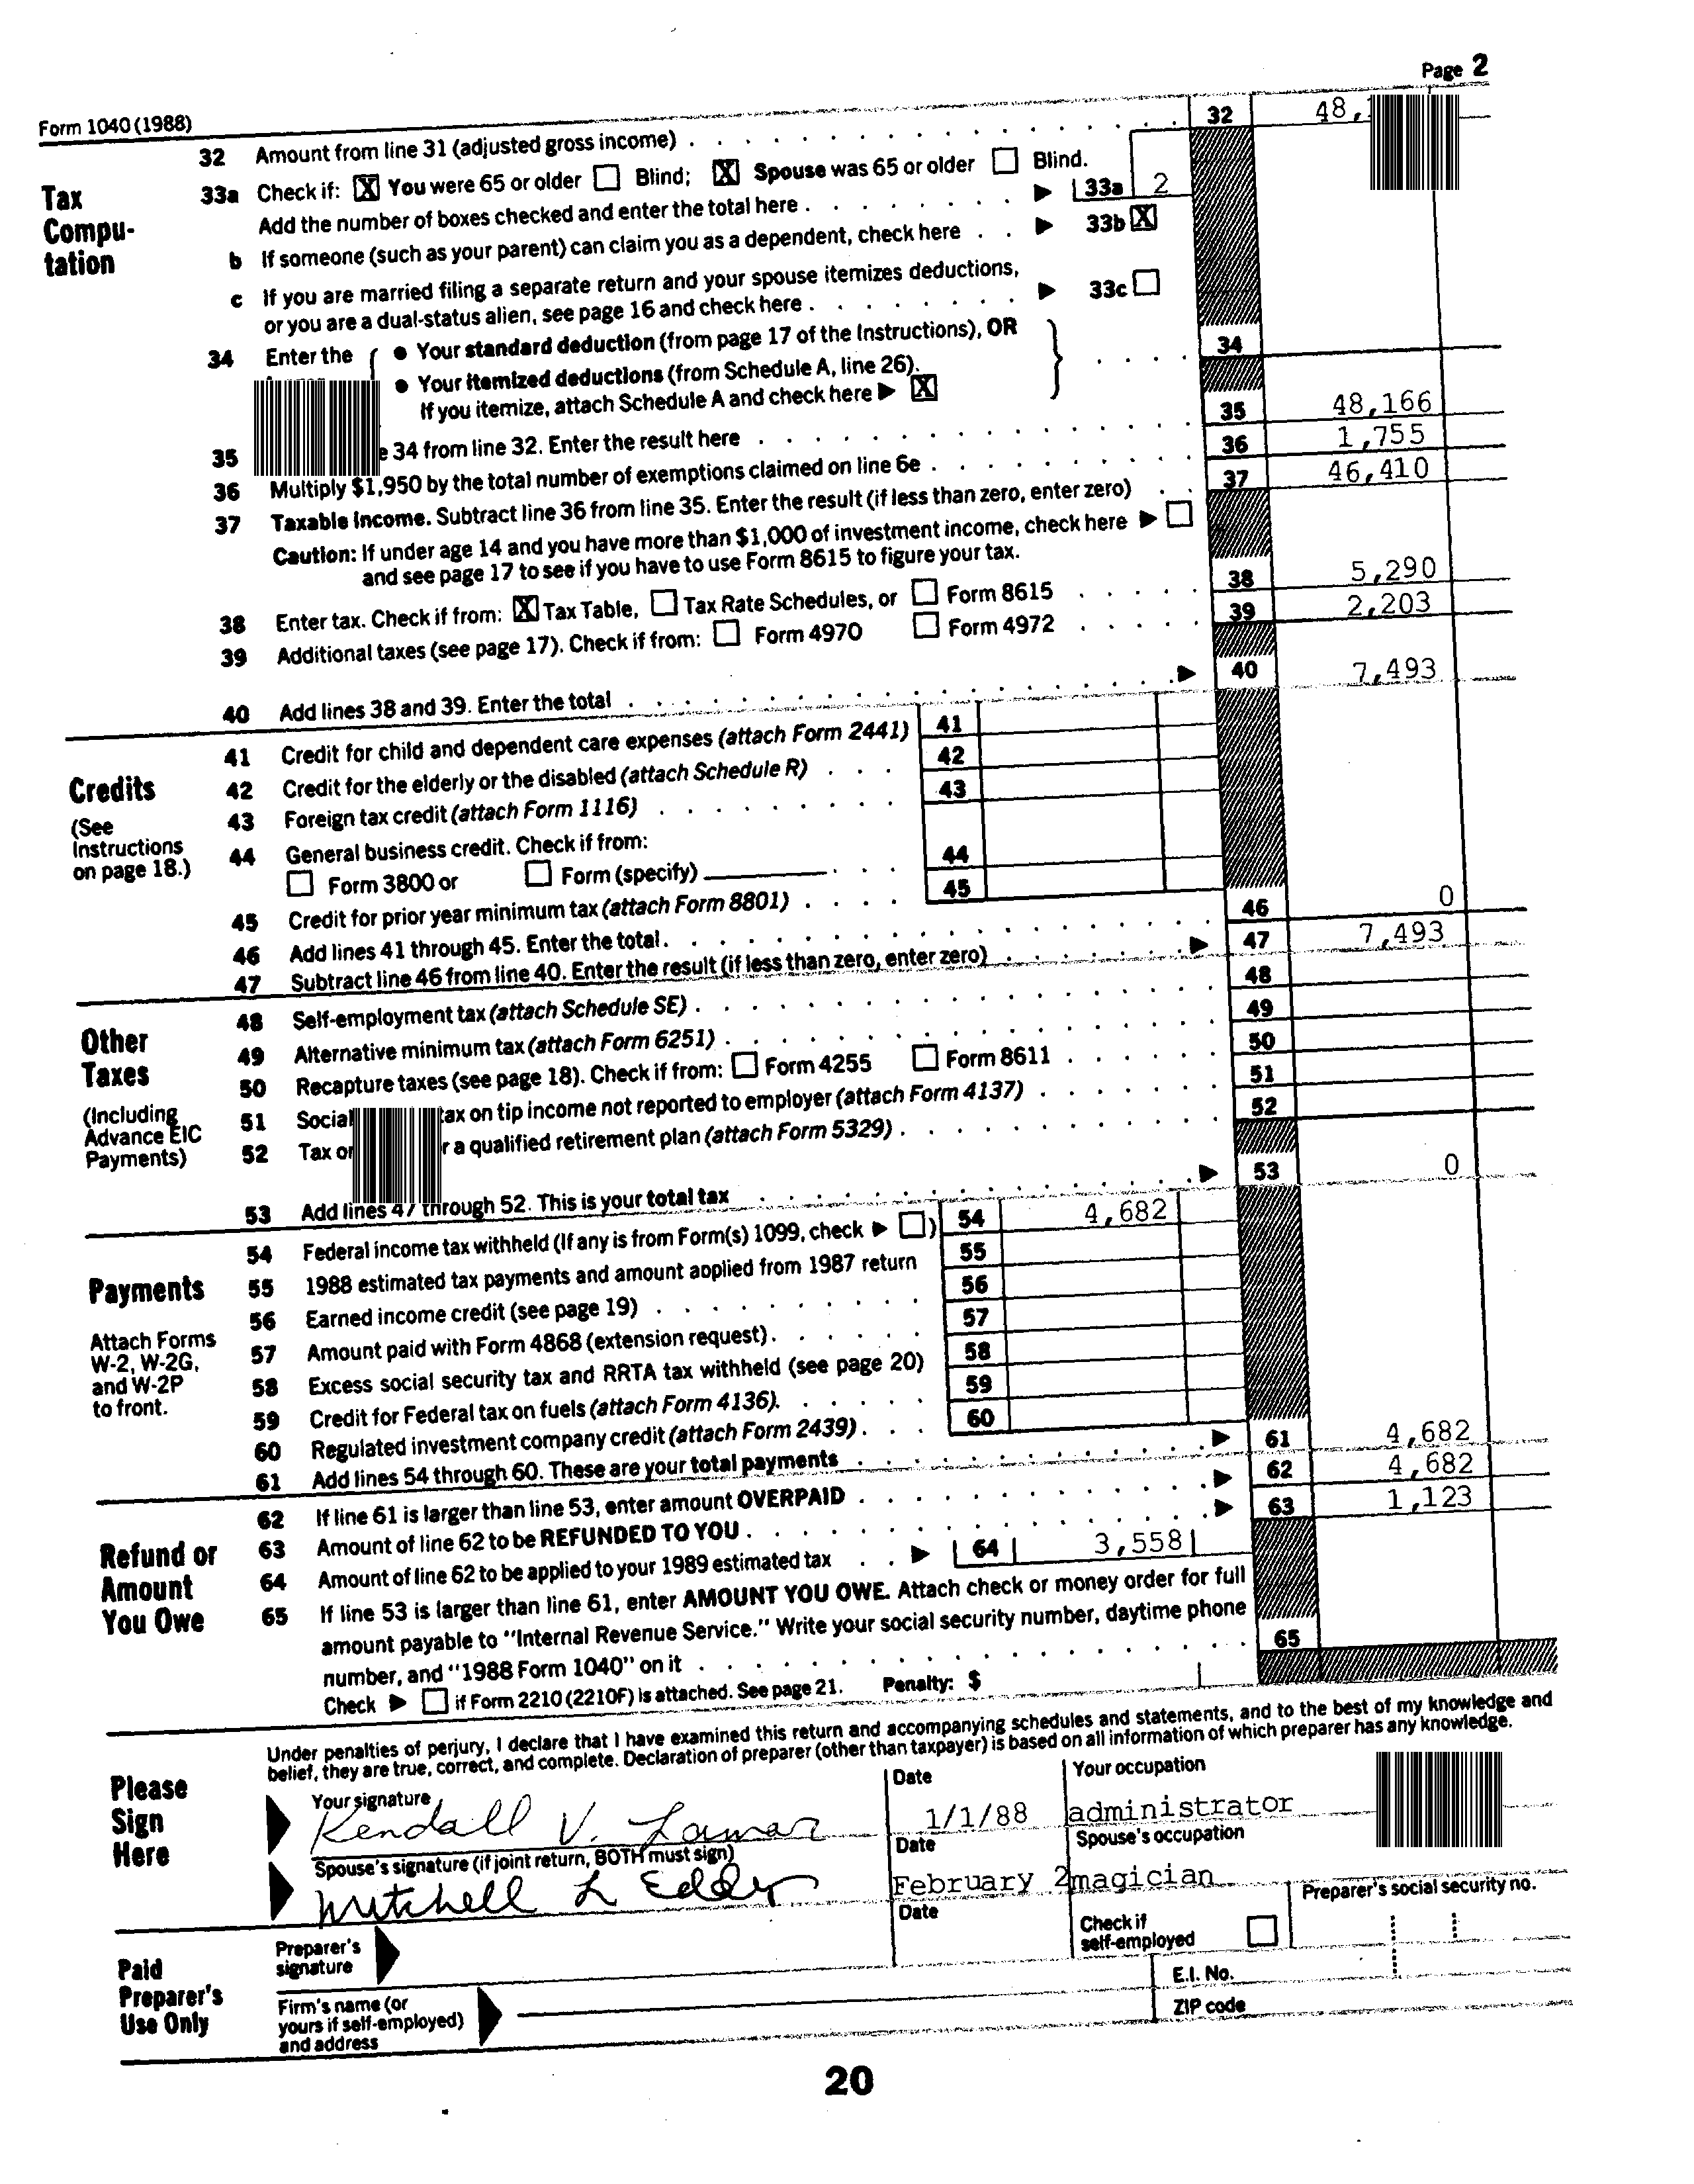 Page 2
Form 1040 (1988)
32 Amount from line 31 (adjusted gross income) 32 48,
Tax Compu- tation
33a Check if: X You were 65 or older Blind; X Spouse was 65 or older Blind.
Add the number of boxes checked and enter the total here 33a 2
b If someone (such as your parent) can claim you as a dependent, check here 33b X
c If you are married filing a separate return and your spouse itemizes deductions,
or you are a dual-status alien, see page 16 and check here 33c
34 Enter the { • Your standard deduction (from page 17 of the Instructions), OR } 34
• Your itemized deductions (from Schedule A, line 26).
If you itemize, attach Schedule A and check here X
35 34 from line 32. Enter the result here 35 48,166
36 Multiply $1,950 by the total number of exemptions claimed on line 6e 36 1,755
37 Taxable income. Subtract line 36 from line 35. Enter the result (if less than zero, enter zero) 37 46,410
Caution: If under age 14 and you have more than $1,000 of investment income, check here
and see page 17 to see if you have to use Form 8615 to figure your tax.
38 Enter tax. Check if from: X Tax Table, Tax Rate Schedules, or Form 8615 38 5,290
39 Additional taxes (see page 17). Check if from: Form 4970 Form 4972 39 2,203
40 Add lines 38 and 39. Enter the total 40 7,493
Credits
(See Instructions on page 18.)
41 Credit for child and dependent care expenses (attach Form 2441) 41
42 Credit for the elderly or the disabled (attach Schedule R) 42
43 Foreign tax credit (attach Form 1116) 43
44 General business credit. Check if from:
Form 3800 or Form (specify) 44
45 Credit for prior year minimum tax (attach Form 8801) 45
46 Add lines 41 through 45. Enter the total 46 0
47 Subtract line 46 from line 40. Enter the result (if less than zero, enter zero) 47 7,493
Other Taxes
(Including Advance EIC Payments)
48 Self-employment tax (attach Schedule SE) 48
49 Alternative minimum tax (attach Form 6251) 49
50 Recapture taxes (see page 18). Check if from: Form 4255 Form 8611 50
51 Social tax on tip income not reported to employer (attach Form 4137) 51
52 Tax on a qualified retirement plan (attach Form 5329) 52
53 Add lines 47 through 52. This is your total tax 53 0
Payments
Attach Forms W-2, W-2G, and W-2P to front.
54 Federal income tax withheld (If any is from Form(s) 1099, check ) 54 4,682
55 1988 estimated tax payments and amount applied from 1987 return 55
56 Earned income credit (see page 19) 56
57 Amount paid with Form 4868 (extension request) 57
58 Excess social security tax and RRTA tax withheld (see page 20) 58
59 Credit for Federal tax on fuels (attach Form 4136) 59
60 Regulated investment company credit (attach Form 2439) 60
61 Add lines 54 through 60. These are your total payments 61 4,682
Refund or Amount You Owe
62 If line 61 is larger than line 53, enter amount OVERPAID 62 4,682
63 Amount of line 62 to be REFUNDED TO YOU 63 1,123
64 Amount of line 62 to be applied to your 1989 estimated tax 64 3,558
65 If line 53 is larger than line 61, enter AMOUNT YOU OWE. Attach check or money order for full
amount payable to "Internal Revenue Service." Write your social security number, daytime phone
number, and "1988 Form 1040" on it 65
Check if Form 2210 (2210F) is attached. See page 21. Penalty: $
Please Sign Here
Under penalties of perjury, I declare that I have examined this return and accompanying schedules and statements, and to the best of my knowledge and
belief, they are true, correct, and complete. Declaration of preparer (other than taxpayer) is based on all information of which preparer has any knowledge.
Your signature Date Your occupation
Kendall V. Lamar 1/1/88 administrator
Spouse's signature (if joint return, BOTH must sign) Date Spouse's occupation
Mitchell L Eddy February 2 magician
Paid Preparer's Use Only
Preparer's signature Date Check if self-employed Preparer's social security no.
Firm's name (or yours if self-employed) and address E.I. No.
ZIP code
20